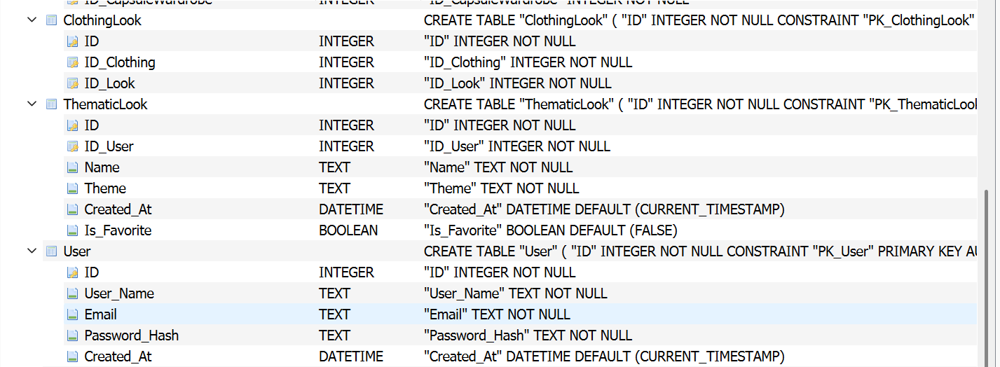 ID_CapsuleWardrobe INTEGER "ID_CapsuleWardrobe" INTEGER NOT NULL
ClothingLook CREATE TABLE "ClothingLook" ( "ID" INTEGER NOT NULL CONSTRAINT "PK_ClothingLook"
ID INTEGER "ID" INTEGER NOT NULL
ID_Clothing INTEGER "ID_Clothing" INTEGER NOT NULL
ID_Look INTEGER "ID_Look" INTEGER NOT NULL
ThematicLook CREATE TABLE "ThematicLook" ( "ID" INTEGER NOT NULL CONSTRAINT "PK_ThematicLook
ID INTEGER "ID" INTEGER NOT NULL
ID_User INTEGER "ID_User" INTEGER NOT NULL
Name TEXT "Name" TEXT NOT NULL
Theme TEXT "Theme" TEXT NOT NULL
Created_At DATETIME "Created_At" DATETIME DEFAULT (CURRENT_TIMESTAMP)
Is_Favorite BOOLEAN "Is_Favorite" BOOLEAN DEFAULT (FALSE)
User CREATE TABLE "User" ( "ID" INTEGER NOT NULL CONSTRAINT "PK_User" PRIMARY KEY AU
ID INTEGER "ID" INTEGER NOT NULL
User_Name TEXT "User_Name" TEXT NOT NULL
Email TEXT "Email" TEXT NOT NULL
Password_Hash TEXT "Password_Hash" TEXT NOT NULL
Created_At DATETIME "Created_At" DATETIME DEFAULT (CURRENT_TIMESTAMP)